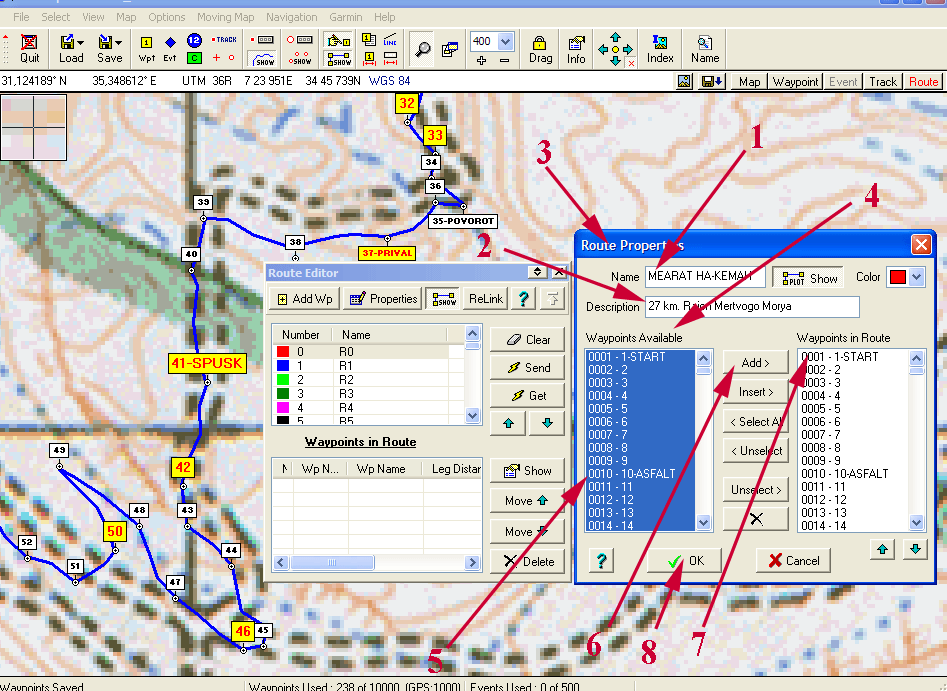 File Select View Map Options Moving Map Navigation Garmin Help
12 TRACK LINE 400
Quit Load Save Wpt Evt C SHOW SHOW SHOW Drag Info Index Name
31,124189° N 35,348612° E UTM 36R 7 23 951E 34 45 739N WGS 84 Map Waypoint Event Track Route
32
33
34
36
35-POVOROT
39
38
37-PRIVAL
40
41-SPUSK
42
43
44
45
46
47
48
49
50
51
52
1
2
3
4
5
6
7
8
Route Editor
Add Wp Properties SHOW ReLink ?
Number Name
0 R0
1 R1
2 R2
3 R3
4 R4
5 R5
Clear
Send
Get
Waypoints in Route
Wp N... Wp Name Leg Distar
Show
Move
Move
Delete
Route Properties
Name MEARAT HA-KEMAH PLOT Show Color
Description 27 km. Rajon Mertvogo Morya
Waypoints Available
0001 - 1-START
0002 - 2
0003 - 3
0004 - 4
0005 - 5
0006 - 6
0007 - 7
0008 - 8
0009 - 9
0010 - 10-ASFALT
0011 - 11
0012 - 12
0013 - 13
0014 - 14
Add >
Insert >
< Select All
< Unselect
Unselect >
Waypoints in Route
0001 - 1-START
0002 - 2
0003 - 3
0004 - 4
0005 - 5
0006 - 6
0007 - 7
0008 - 8
0009 - 9
0010 - 10-ASFALT
0011 - 11
0012 - 12
0013 - 13
0014 - 14
? OK Cancel
Waypoints Saved Waypoints Used : 238 of 10000 (GPS:1000) Events Used : 0 of 500